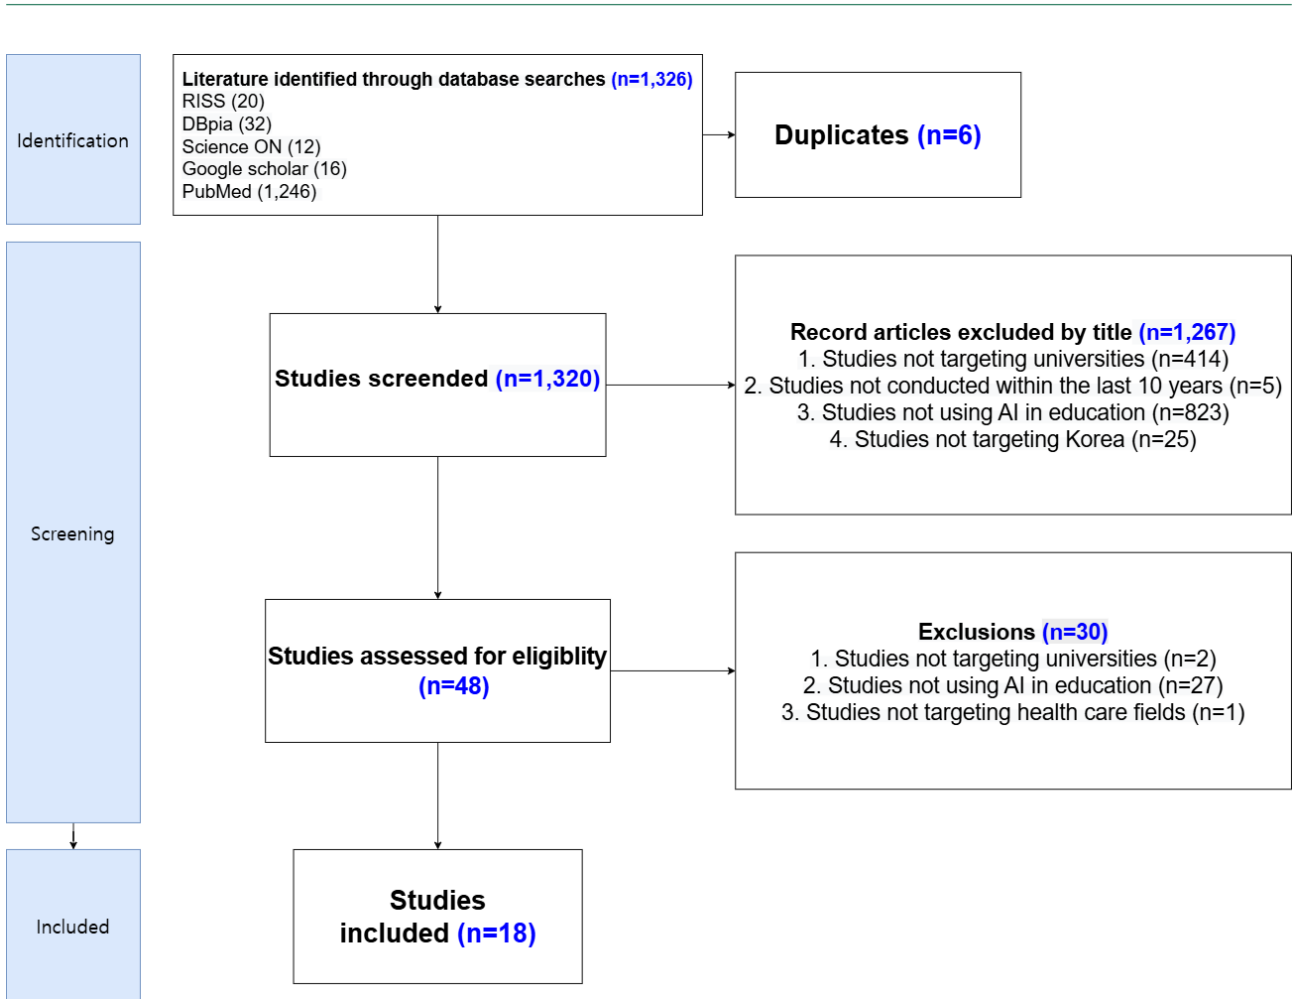 Identification
Literature identified through database searches (n=1,326)
RISS (20)
DBpia (32)
Science ON (12)
Google scholar (16)
PubMed (1,246)
Duplicates (n=6)
Screening
Studies screended (n=1,320)
Record articles excluded by title (n=1,267)
1. Studies not targeting universities (n=414)
2. Studies not conducted within the last 10 years (n=5)
3. Studies not using AI in education (n=823)
4. Studies not targeting Korea (n=25)
Studies assessed for eligiblity
(n=48)
Exclusions (n=30)
1. Studies not targeting universities (n=2)
2. Studies not using AI in education (n=27)
3. Studies not targeting health care fields (n=1)
Included
Studies
included (n=18)